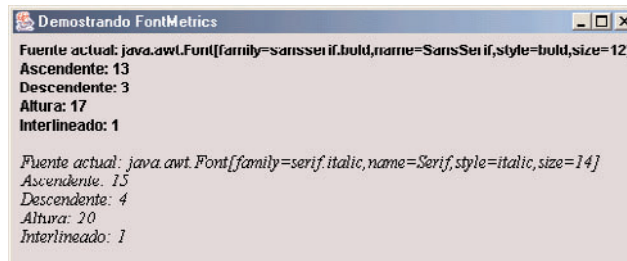 Demostrando FontMetrics
Fuente actual: java.awt.Font[family=sansserif.bold,name=SansSerif,style=bold,size=12
Ascendente: 13
Descendente: 3
Altura: 17
Interlineado: 1
Fuente actual: java.awt.Font[family=serif.italic,name=Serif,style=italic,size=14]
Ascendente: 15
Descendente: 4
Altura: 20
Interlineado: 1